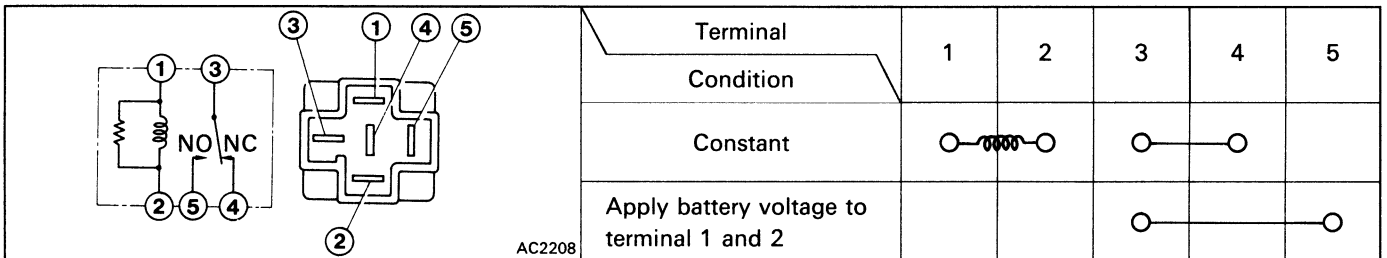 3 1 4 5
1 3
3
NO NC
2 5 4
2
AC2208
Terminal
Condition
1 2 3 4 5
Constant
Apply battery voltage to
terminal 1 and 2